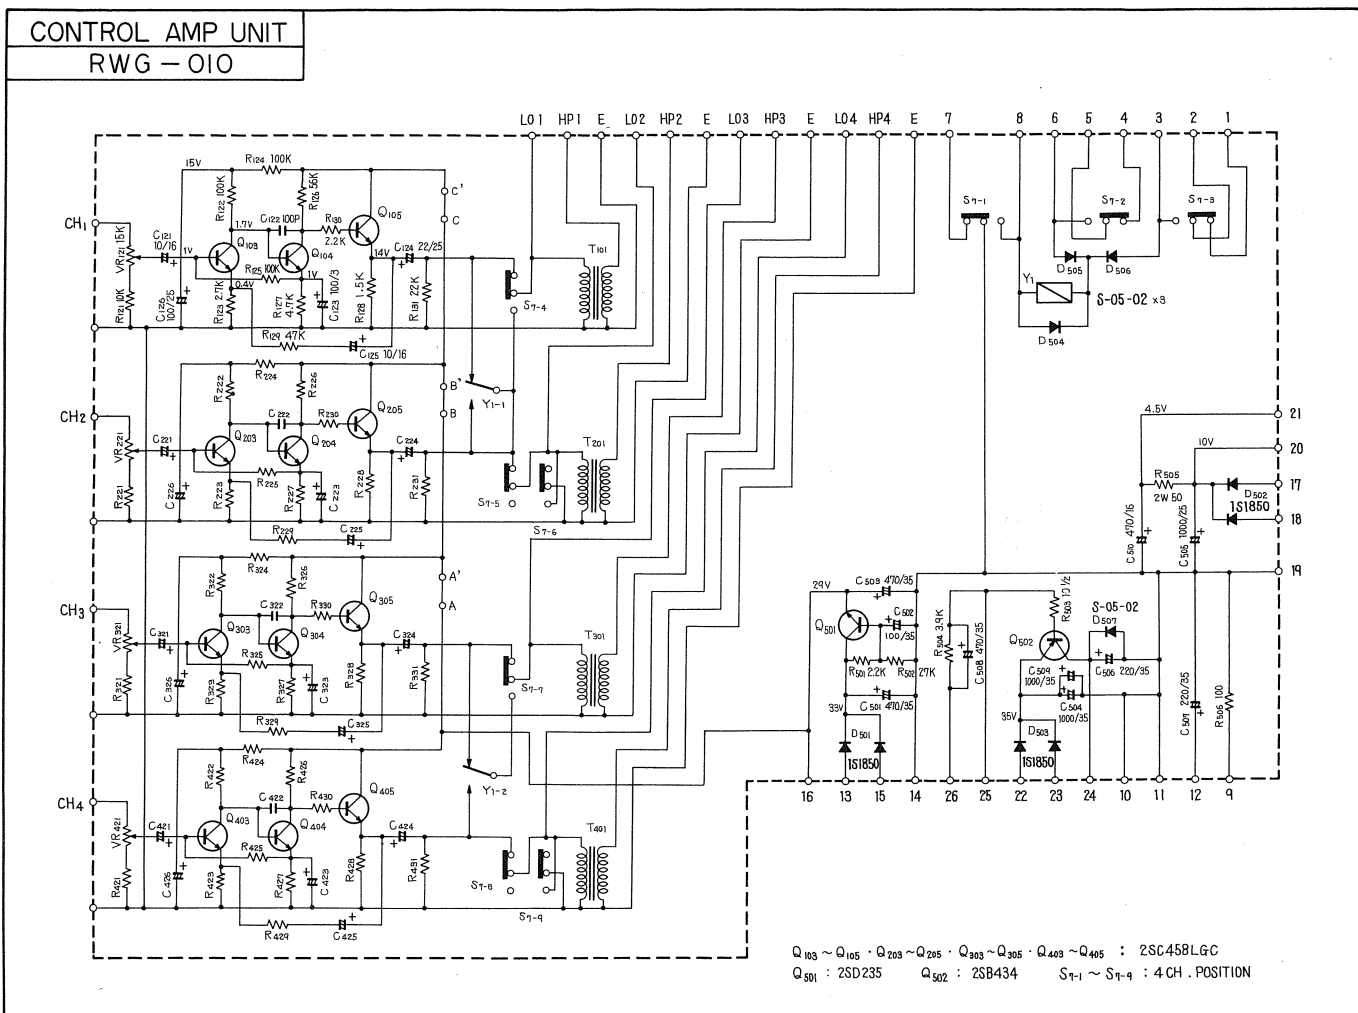 CONTROL AMP UNIT
RWG-010
LO1 HP1 E LO2 HP2 E LO3 HP3 E LO4 HP4 E 7 8 6 5 4 3 2 1
15V R124 100K
R122 100K R126 56K
C' C
CH1 VR121 15K C121 10/16 1V
1.7V C122 100P R130 2.2K Q105
Q103 Q104 14V C124 22/25
R125 100K 1V
R121 10K C126 100/25 R123 2.7K 0.4V R127 4.7K C123 100/3 R128 1.5K R131 22K
S7-4 T101
S7-1 S7-2 S7-3
D505 D506
Y1 S-05-02 x3
D504
R129 47K C125 10/16
R224
R222 R226
B' B Y1-1
CH2 VR221 C221 C222 R230 Q205
Q203 Q204 C224
R225
R221 C226 R223 R227 C223 R228 R231
S7-5 S7-6 T201
R229 C225
4.5V 21
10V 20
R505 2W 50 17
D502 1S1850
18
C510 470/16 C505 1000/25
19
R324
R322 R326
A' A
CH3 VR321 C321 C322 R330 Q305
Q303 Q304 C324
R325
R321 C326 R323 R327 C323 R328 R331
S7-7 T301
R329 C325
29V C503 470/35
Q501 C502 100/35
R501 2.2K R502 27K
C501 470/35
33V D501 1S1850
R504 3.9K C508 470/35
R503 10 1/2
Q502
S-05-02 D507
C509 1000/35 C506 220/35
C504 1000/35
35V D503 1S1850
C507 220/35 R506 100
R424
R422 R426
Y1-2
CH4 VR421 C421 C422 R430 Q405
Q403 Q404 C424
R425
R421 C426 R423 R427 C423 R428 R431
S7-8 S7-9 T401
R429 C425
16 13 15 14 26 25 22 23 24 10 11 12 9
Q103 ~ Q105 · Q203 ~ Q205 · Q303 ~ Q305 · Q403 ~ Q405 : 2SC458LGC
Q501 : 2SD235 Q502 : 2SB434 S7-1 ~ S7-9 : 4 CH . POSITION